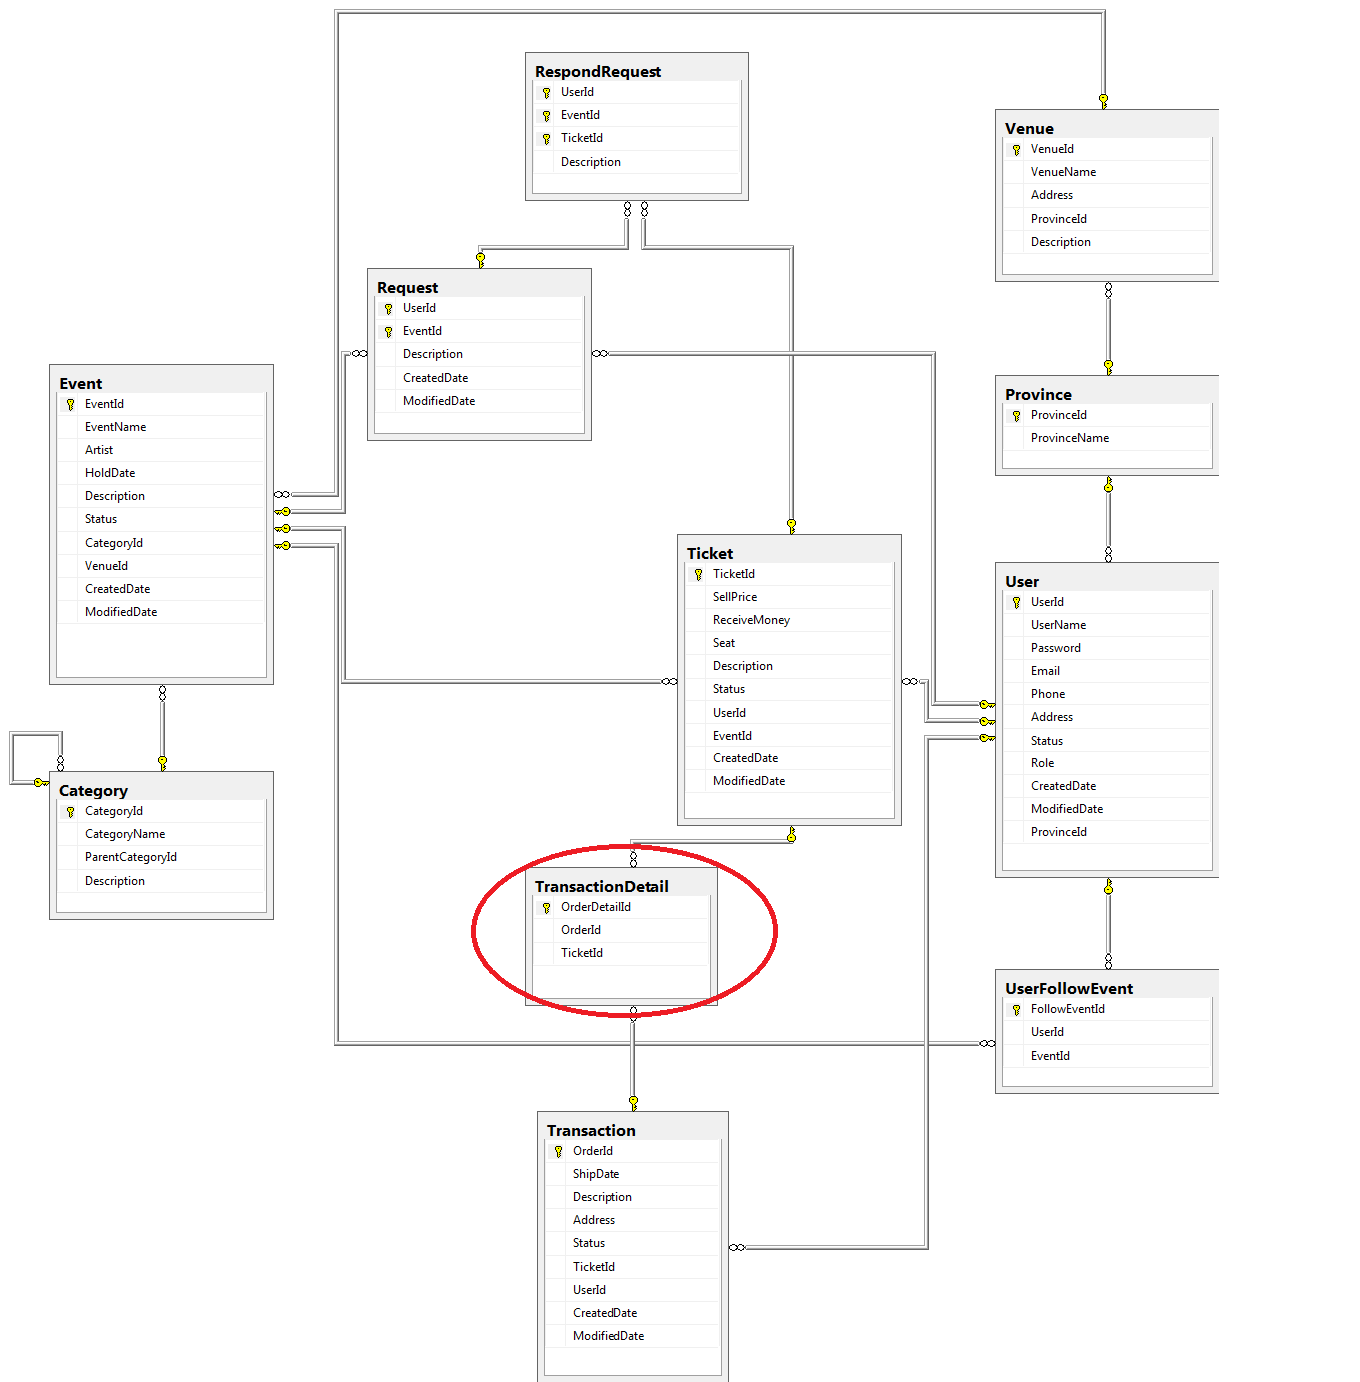 RespondRequest
UserId
EventId
TicketId
Description
Venue
VenueId
VenueName
Address
ProvinceId
Description
Request
UserId
EventId
Description
CreatedDate
ModifiedDate
Event
EventId
EventName
Artist
HoldDate
Description
Status
CategoryId
VenueId
CreatedDate
ModifiedDate
Province
ProvinceId
ProvinceName
Ticket
TicketId
SellPrice
ReceiveMoney
Seat
Description
Status
UserId
EventId
CreatedDate
ModifiedDate
User
UserId
UserName
Password
Email
Phone
Address
Status
Role
CreatedDate
ModifiedDate
ProvinceId
Category
CategoryId
CategoryName
ParentCategoryId
Description
TransactionDetail
OrderDetailId
OrderId
TicketId
UserFollowEvent
FollowEventId
UserId
EventId
Transaction
OrderId
ShipDate
Description
Address
Status
TicketId
UserId
CreatedDate
ModifiedDate